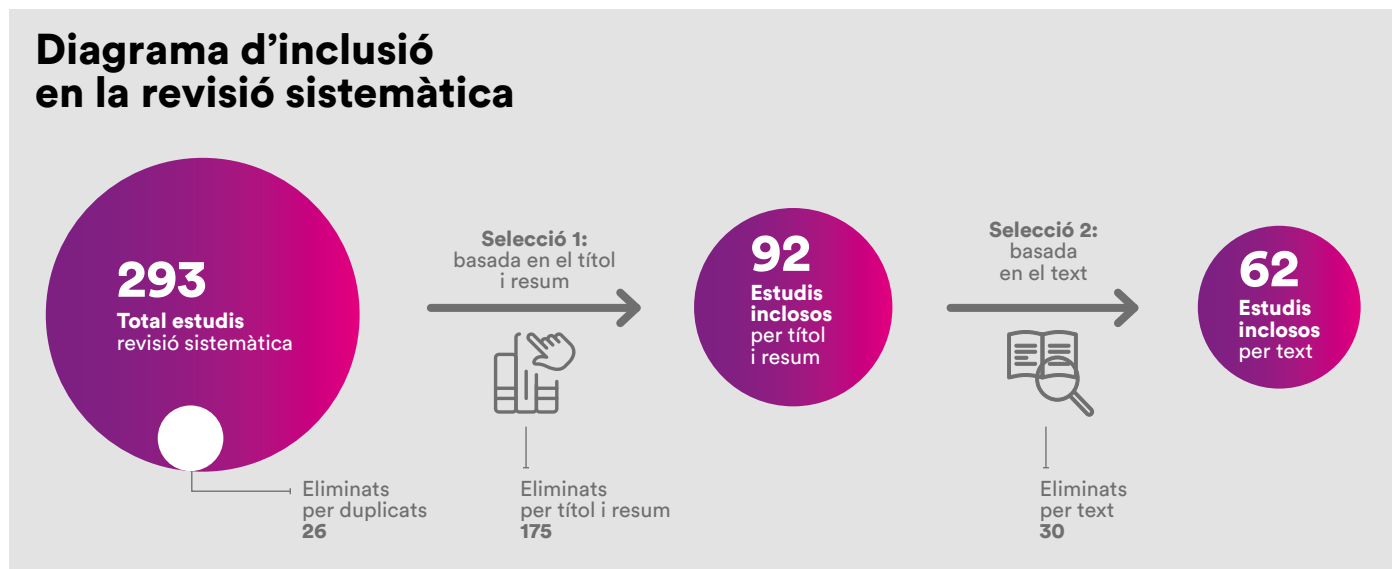 Diagrama d’inclusió
en la revisió sistemàtica
293
Total estudis
revisió sistemàtica
Eliminats
per duplicats
26
Selecció 1:
basada en el títol
i resum
Eliminats
per títol i resum
175
92
Estudis
inclosos
per títol
i resum
Selecció 2:
basada
en el text
Eliminats
per text
30
62
Estudis
inclosos
per text